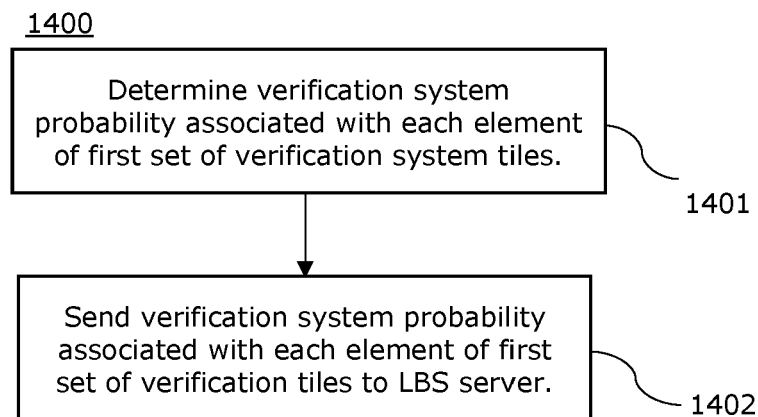 1400
Determine verification system
probability associated with each element
of first set of verification system tiles.
1401
Send verification system probability
associated with each element of first
set of verification tiles to LBS server.
1402